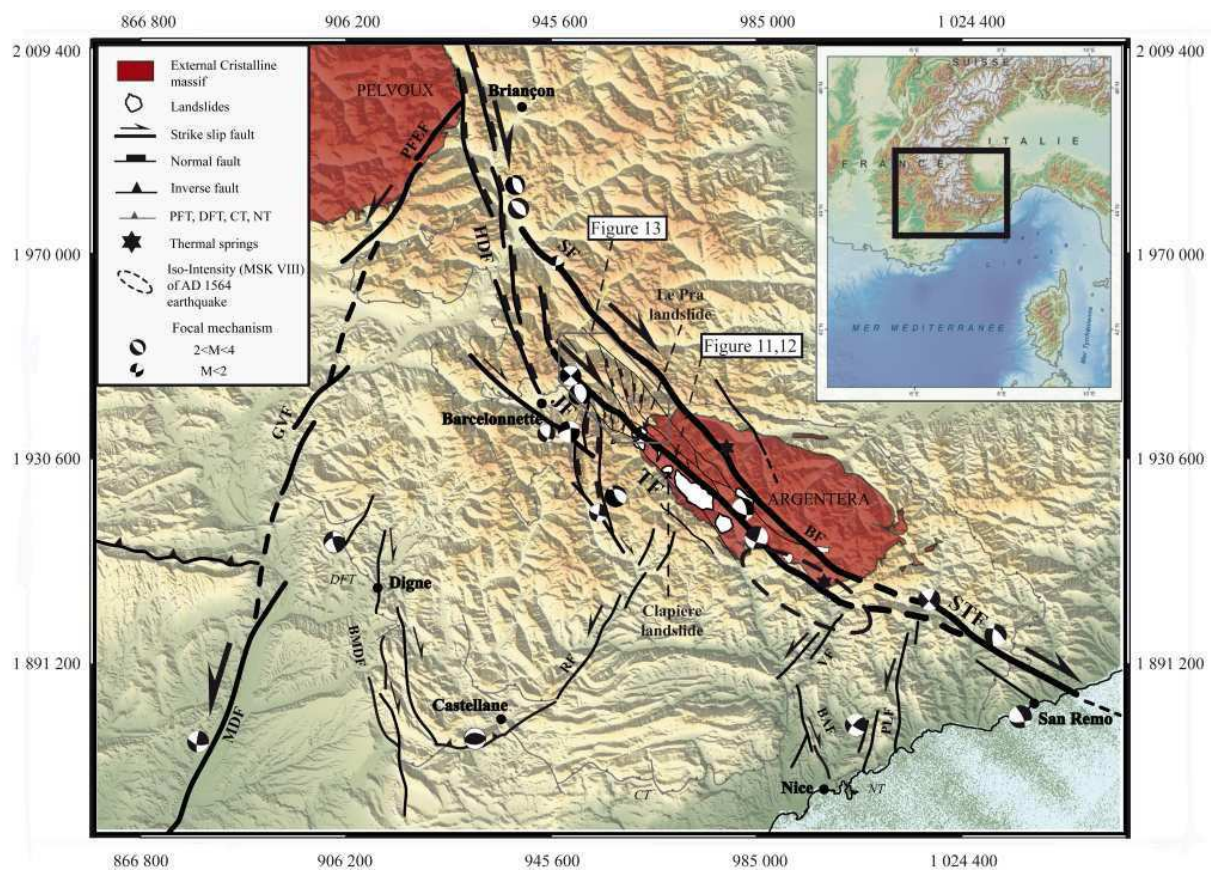 866 800
906 200
945 600
985 000
1 024 400
2 009 400
2 009 400
External Cristalline
massif
Landslides
Strike slip fault
Normal fault
Inverse fault
PFT, DFT, CT, NT
Thermal springs
Iso-Intensity (MSK VIII)
of AD 1564
earthquake
Focal mechanism
2<M<4
M<2
PELVOUX
Briançon
PFEF
HDF
SF
Figure 13
Le Pra
landslide
Figure 11,12
SUISSE
ITALIE
FRANCE
MER MEDITERRANÉE
1 970 000
1 970 000
GVF
JF
Barcelonnette
1 930 600
1 930 600
TF
ARGENTERA
BF
DFT
Digne
Clapière
landslide
STF
BMDF
RF
VF
1 891 200
1 891 200
Castellane
MDF
BAF
PLF
San Remo
CT
Nice
NT
866 800
906 200
945 600
985 000
1 024 400